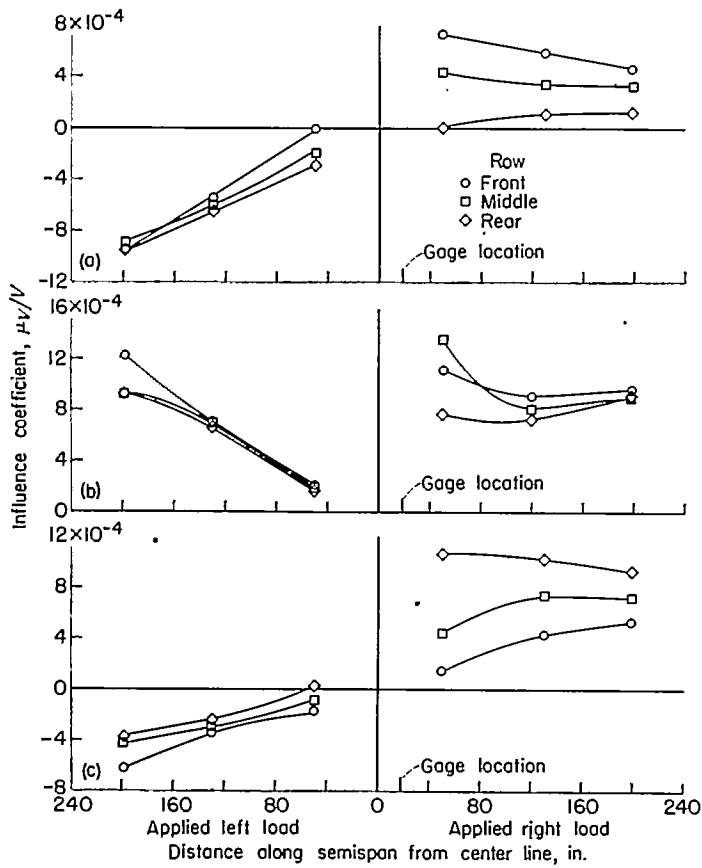 8×10-4
4
0
-4
-8
-12
(a)
Row
Front
Middle
Rear
Gage location
Influence coefficient, μν/V
16×10-4
12
8
4
0
(b)
Gage location
12×10-4
8
4
0
-4
-8
(c)
Gage location
240 160 80 0 80 160 240
Applied left load Applied right load
Distance along semispan from center line, in.